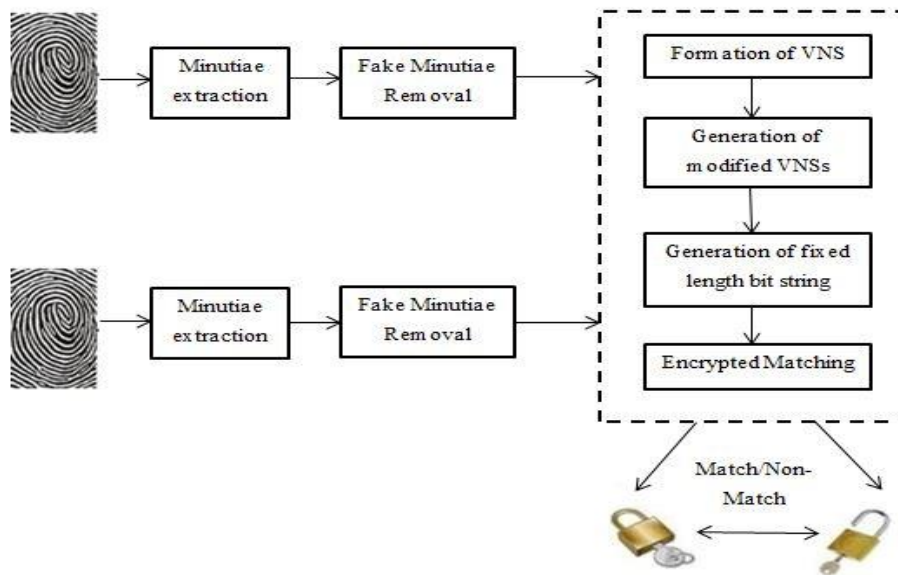 Minutiae
extraction
Fake Minutiae
Removal
Formation of VNS
Generation of
modified VNSs
Generation of fixed
length bit string
Encrypted Matching
Minutiae
extraction
Fake Minutiae
Removal
Match/Non-
Match